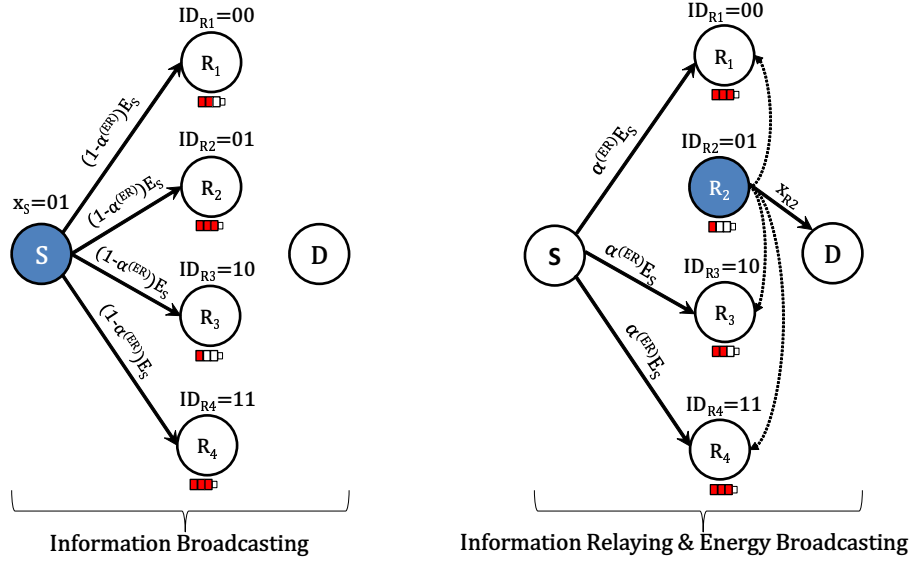 ID_R1=00
R_1
(1-α^(ER))E_S
ID_R2=01
R_2
(1-α^(ER))E_S
x_S=01
S
D
(1-α^(ER))E_S
ID_R3=10
R_3
(1-α^(ER))E_S
ID_R4=11
R_4
Information Broadcasting
ID_R1=00
R_1
α^(ER)E_S
ID_R2=01
R_2
x_R2
S
D
α^(ER)E_S
ID_R3=10
R_3
α^(ER)E_S
ID_R4=11
R_4
Information Relaying & Energy Broadcasting